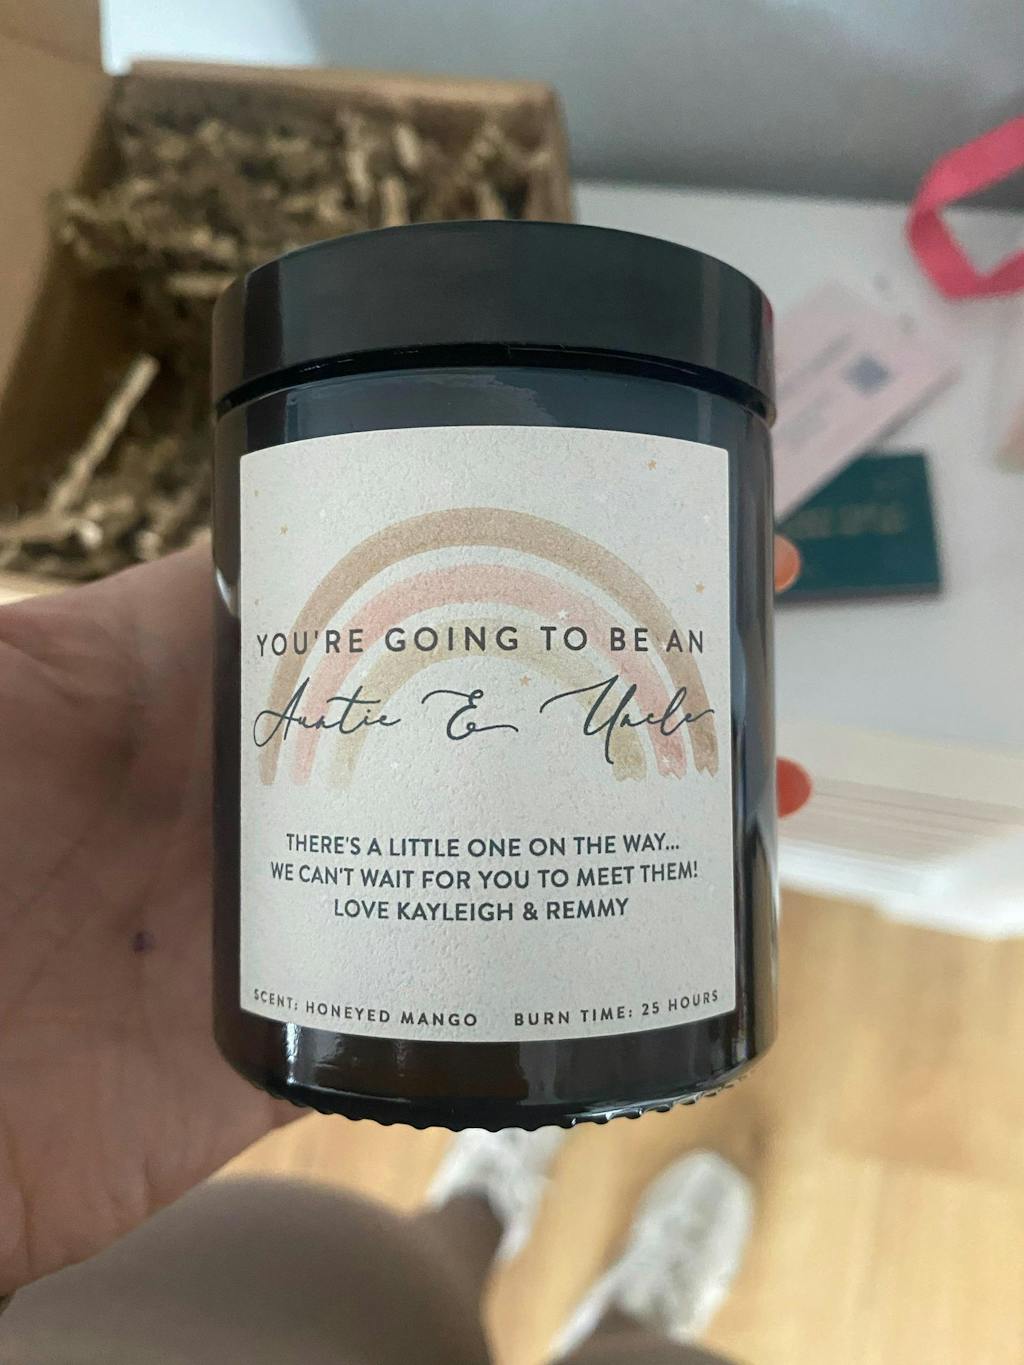 YOU'RE GOING TO BE AN
Auntie & Uncle
THERE'S A LITTLE ONE ON THE WAY...
WE CAN'T WAIT FOR YOU TO MEET THEM!
LOVE KAYLEIGH & REMMY
SCENT: HONEYED MANGO BURN TIME: 25 HOURS